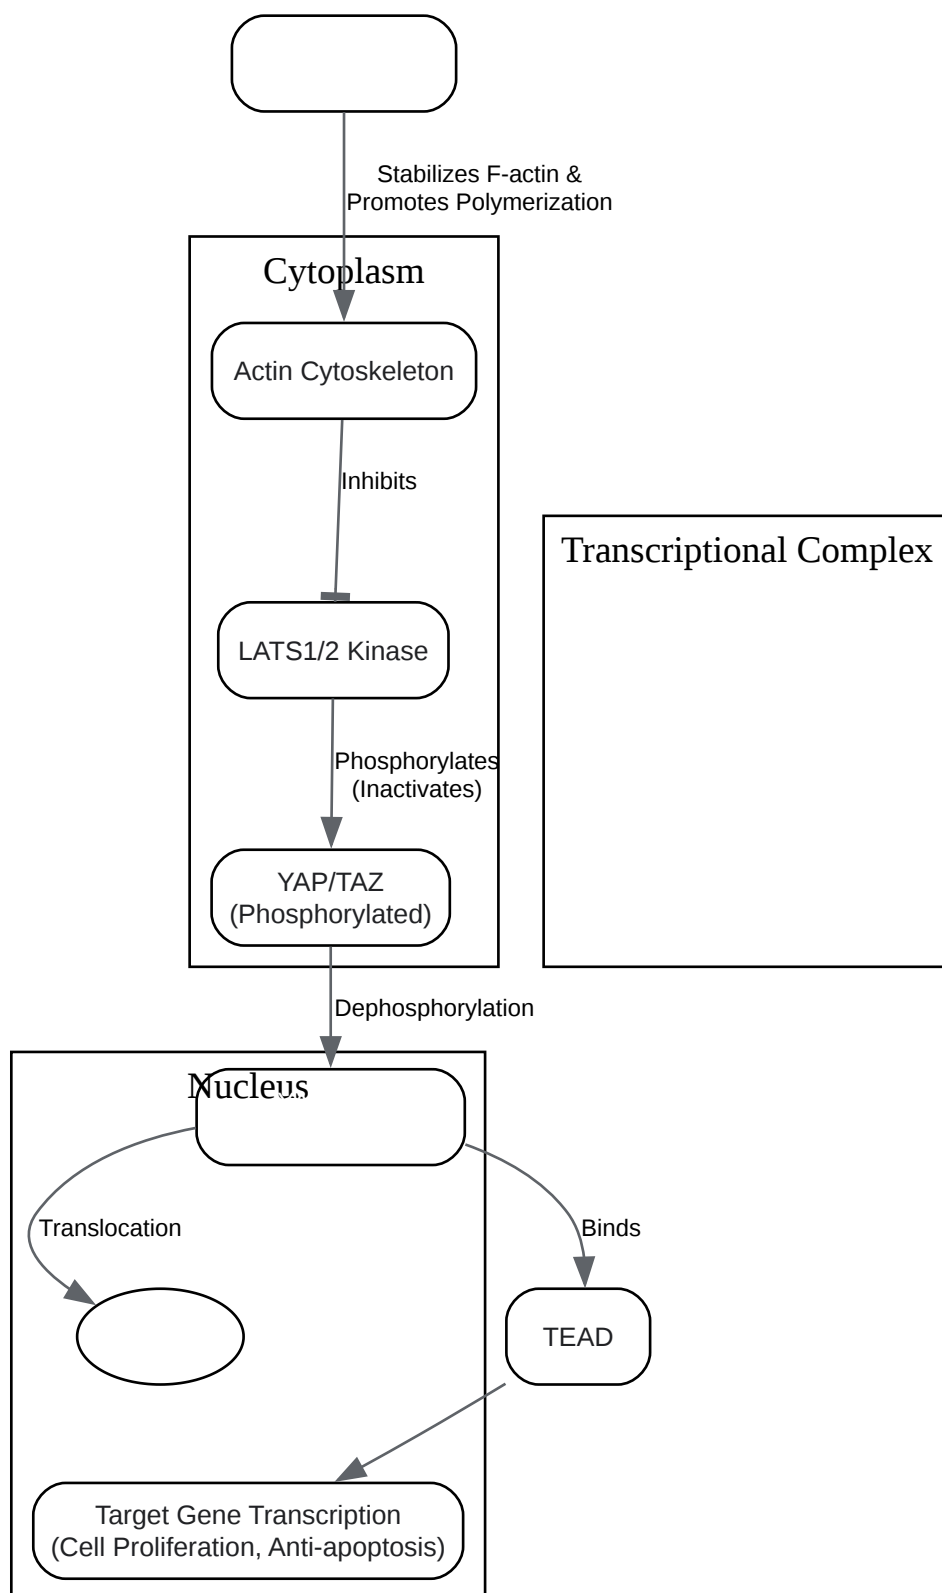 Stabilizes F-actin &
Promotes Polymerization
Cytoplasm
Actin Cytoskeleton
Inhibits
Transcriptional Complex
LATS1/2 Kinase
Phosphorylates
(Inactivates)
YAP/TAZ
(Phosphorylated)
Dephosphorylation
Nucleus
Translocation
Binds
TEAD
Target Gene Transcription
(Cell Proliferation, Anti-apoptosis)